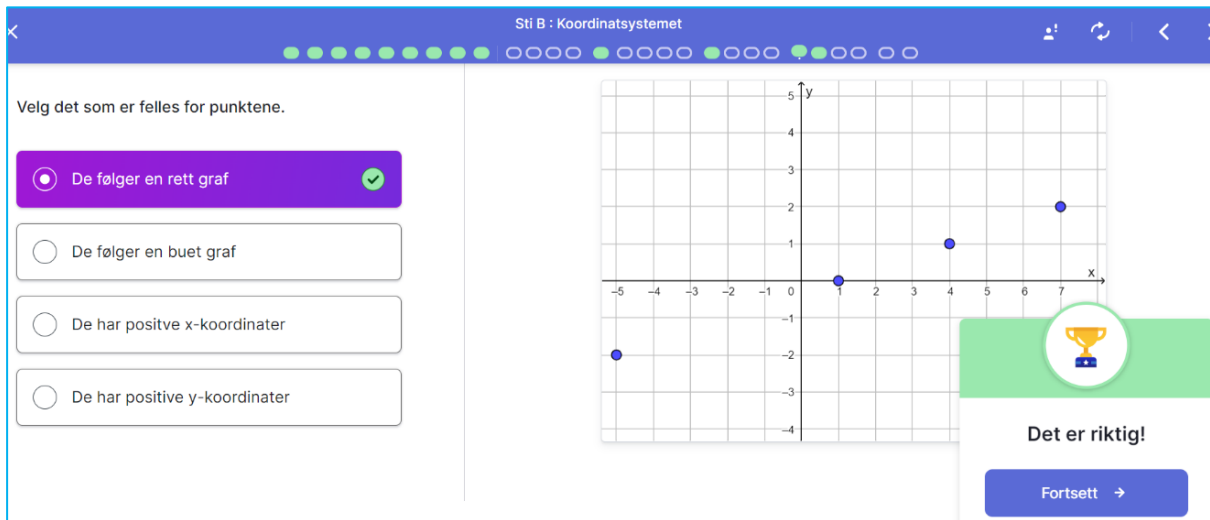 Sti B : Koordinatsystemet
Velg det som er felles for punktene.
De følger en rett graf
De følger en buet graf
De har positve x-koordinater
De har positive y-koordinater
y
5
4
3
2
1
x
–5 –4 –3 –2 –1 0 1 2 3 4 5 6 7
–1
–2
–3
–4
Det er riktig!
Fortsett →